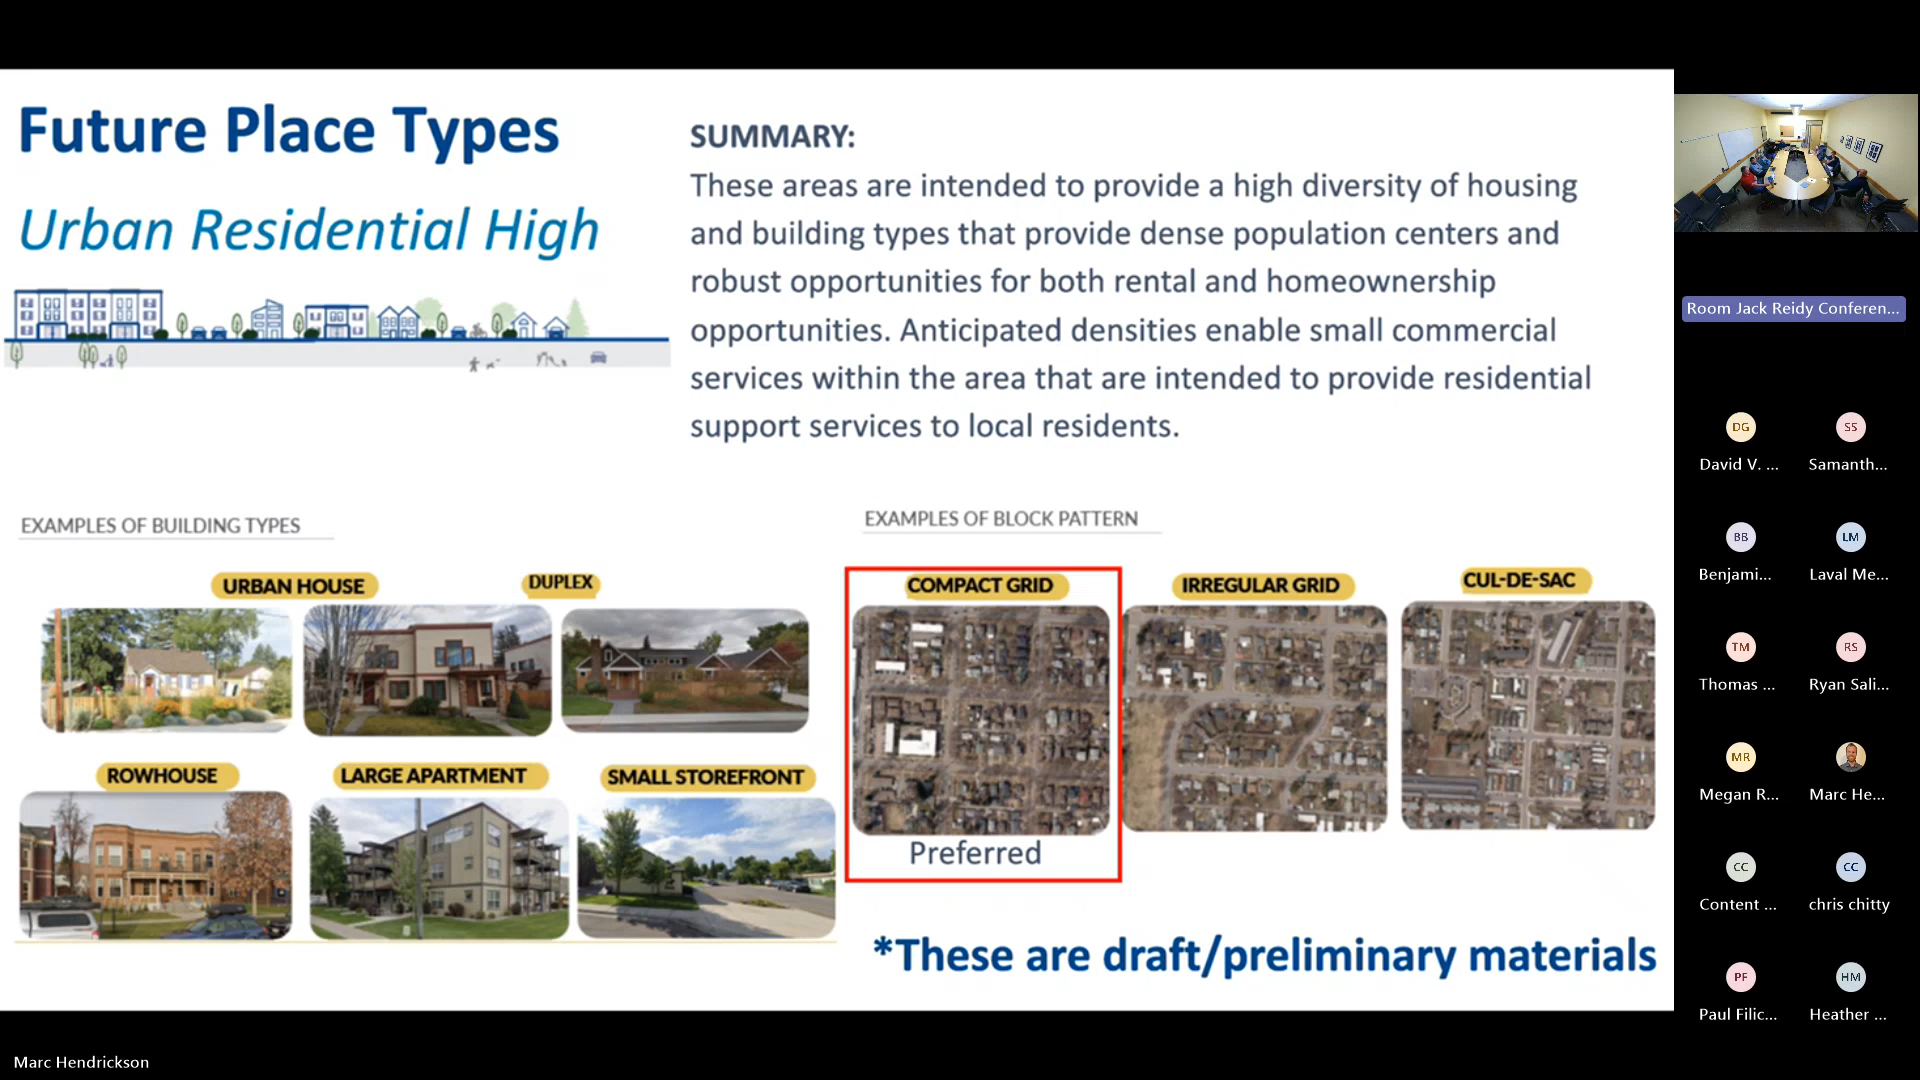 Future Place Types
Urban Residential High
SUMMARY:
These areas are intended to provide a high diversity of housing
and building types that provide dense population centers and
robust opportunities for both rental and homeownership
opportunities. Anticipated densities enable small commercial
services within the area that are intended to provide residential
support services to local residents.
EXAMPLES OF BUILDING TYPES
URBAN HOUSE
DUPLEX
ROWHOUSE
LARGE APARTMENT
SMALL STOREFRONT
EXAMPLES OF BLOCK PATTERN
COMPACT GRID
IRREGULAR GRID
CUL-DE-SAC
Preferred
*These are draft/preliminary materials
Room Jack Reidy Conferen...
DG
David V. ...
SS
Samanth...
BB
Benjami...
LM
Laval Me...
TM
Thomas ...
RS
Ryan Sali...
MR
Megan R...
Marc He...
CC
Content ...
CC
chris chitty
PF
Paul Filic...
HM
Heather ...
Marc Hendrickson